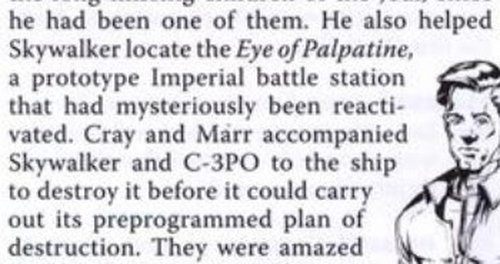 he had been one of them. He also helped
Skywalker locate the Eye of Palpatine,
a prototype Imperial battle station
that had mysteriously been reacti-
vated. Cray and Marr accompanied
Skywalker and C-3PO to the ship
to destroy it before it could carry
out its preprogrammed plan of
destruction. They were amazed